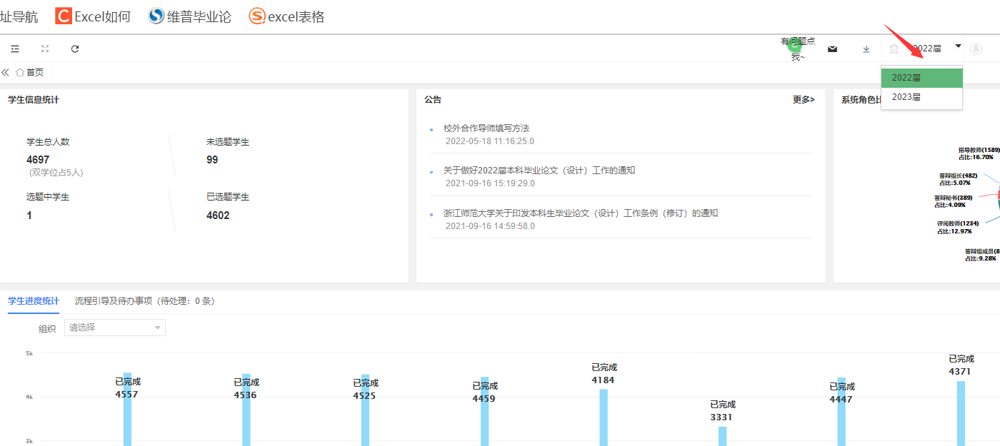 址导航 Excel如何 维普毕业论 excel表格
有问题点
我~
2022届
首页
2022届
2023届
学生信息统计
学生总人数
4697
(双学位占5人)
未选题学生
99
选题中学生
1
已选题学生
4602
公告 更多>
校外合作导师填写方法
2022-05-18 11:16:25.0
关于做好2022届本科毕业论文（设计）工作的通知
2021-09-16 15:19:29.0
浙江师范大学关于印发本科生毕业论文（设计）工作条例（修订）的通知
2021-09-16 14:59:58.0
系统角色比
指导教师(1589)
占比:16.70%
答辩组长(482)
占比:5.07%
答辩秘书(389)
占比:4.09%
评阅教师(1234)
占比:12.97%
答辩组成员(8
占比:9.28%
学生进度统计 流程引导及待办事项（待处理：0 条）
组织 请选择
5k
4k
3k
已完成
4557
已完成
4536
已完成
4525
已完成
4459
已完成
4184
已完成
3331
已完成
4447
已完成
4371